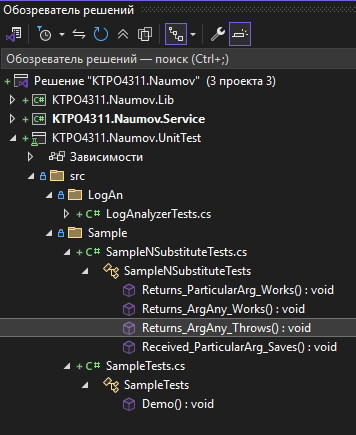 Обозреватель решений
Обозреватель решений — поиск (Ctrl+;)
Решение "KTPO4311.Naumov" (3 проекта 3)
C# KTPO4311.Naumov.Lib
C# KTPO4311.Naumov.Service
KTPO4311.Naumov.UnitTest
Зависимости
src
LogAn
C# LogAnalyzerTests.cs
Sample
C# SampleNSubstituteTests.cs
SampleNSubstituteTests
Returns_ParticularArg_Works() : void
Returns_ArgAny_Works() : void
Returns_ArgAny_Throws() : void
Received_ParticularArg_Saves() : void
C# SampleTests.cs
SampleTests
Demo() : void